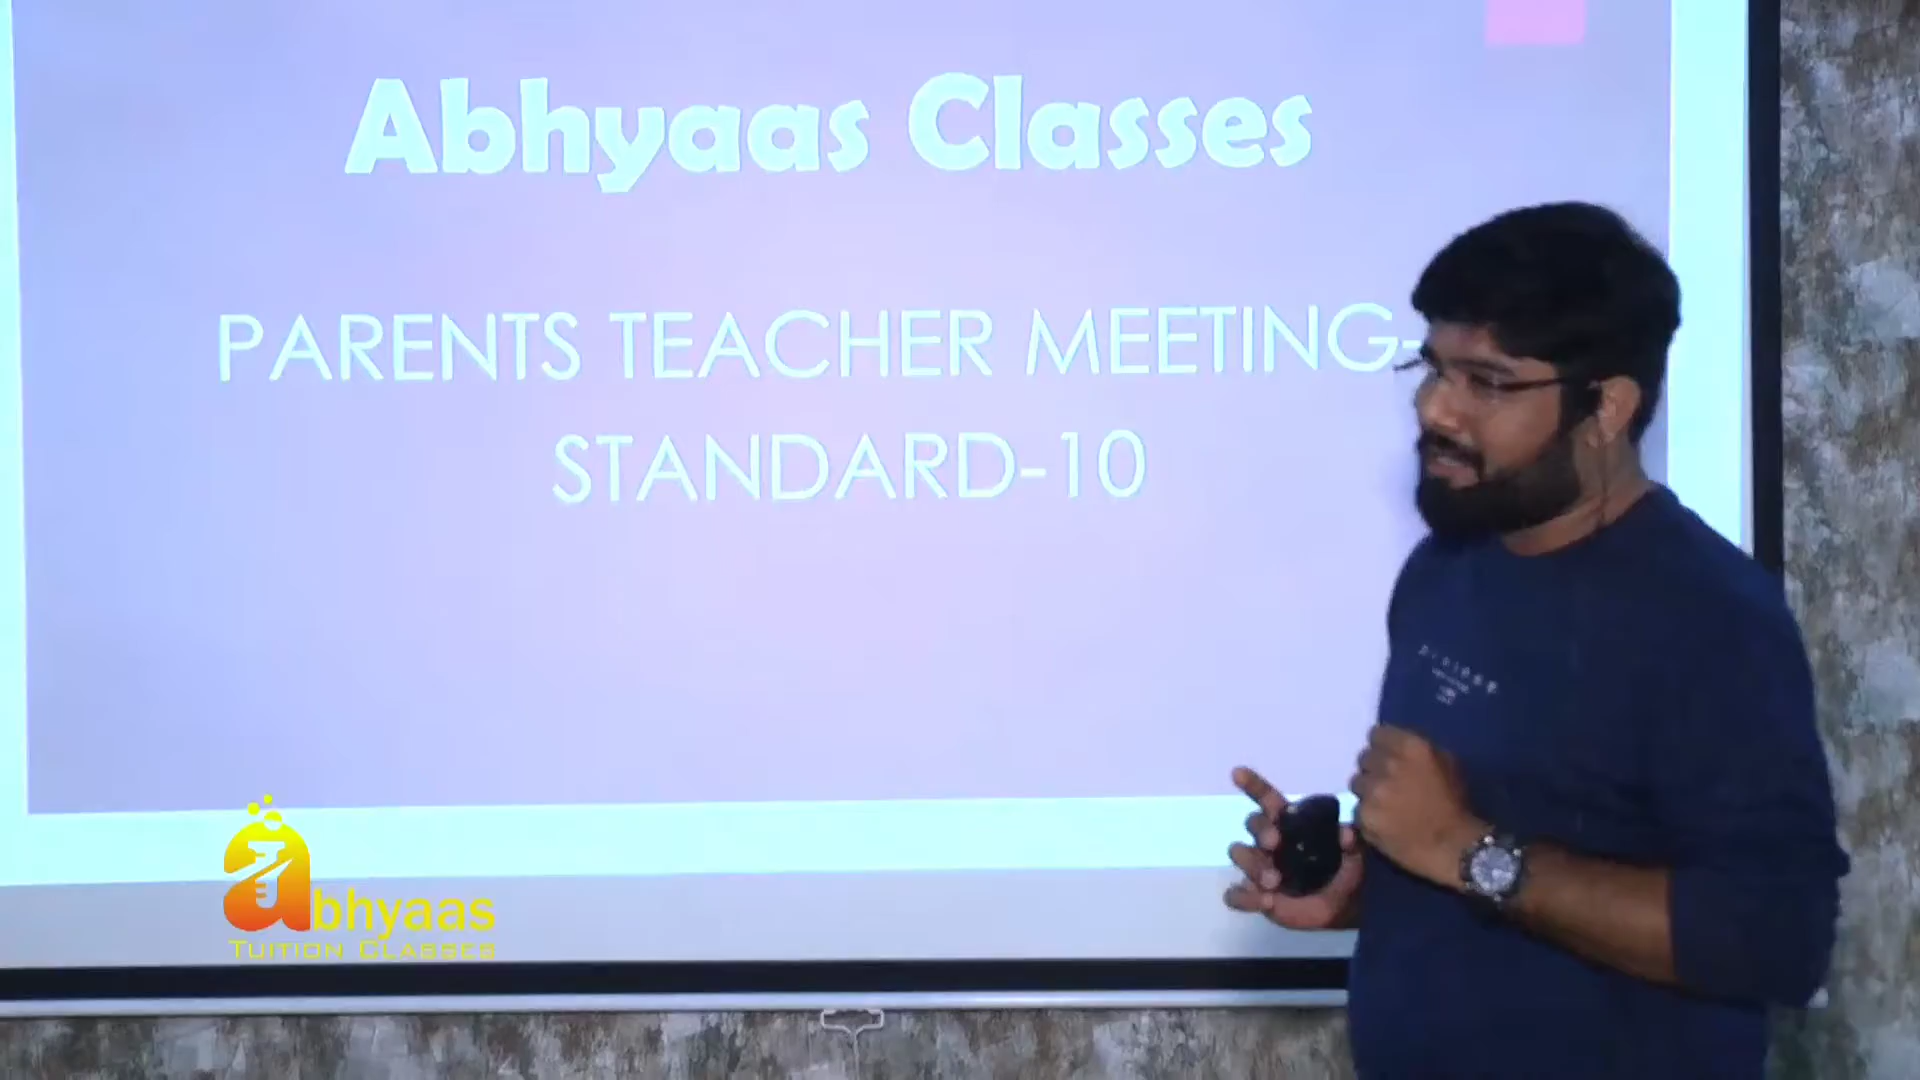 Abhyaas Classes
PARENTS TEACHER MEETING-
STANDARD-10
abhyaas
TUITION CLASSES